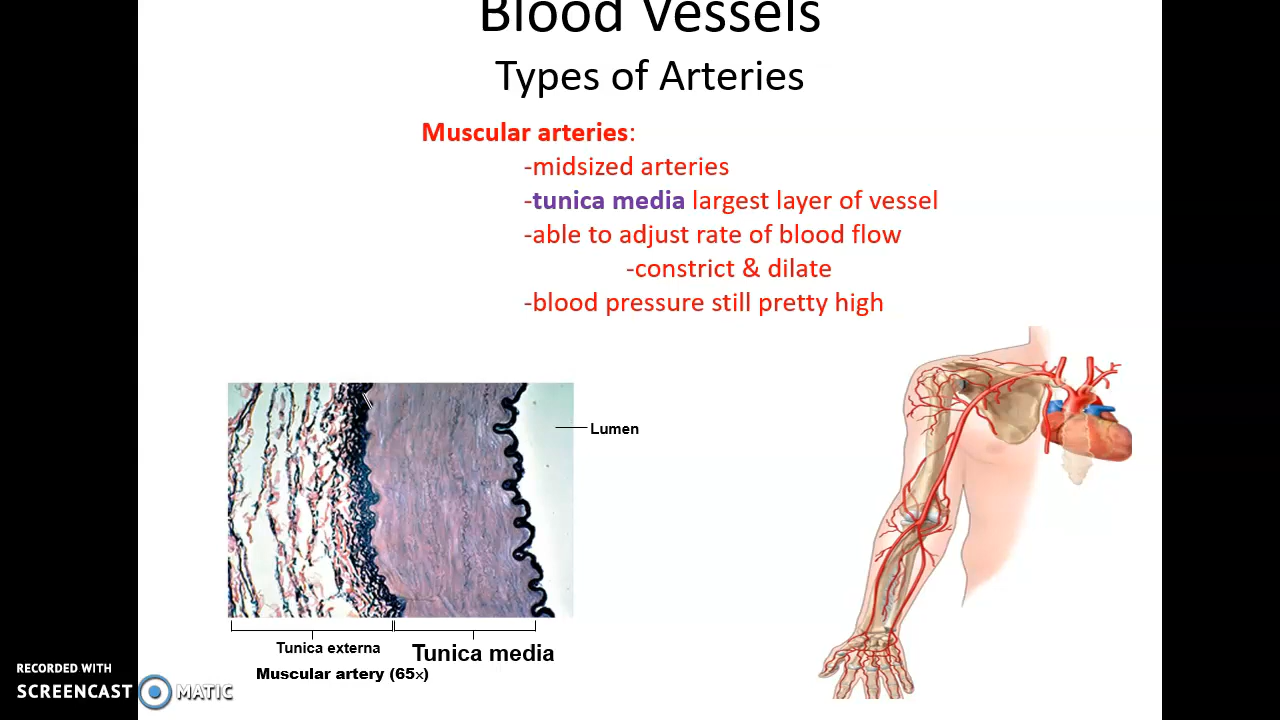 Blood Vessels
Types of Arteries
Muscular arteries:
-midsized arteries
-tunica media largest layer of vessel
-able to adjust rate of blood flow
-constrict & dilate
-blood pressure still pretty high
Lumen
Tunica externa
Tunica media
Muscular artery (65x)
RECORDED WITH
SCREENCAST MATIC